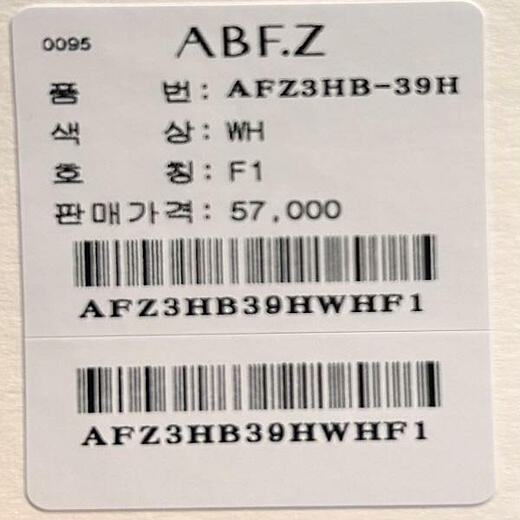 0095 ABF.Z
품 번 : AFZ3HB-39H
색 상 : WH
호 칭 : F1
판매가격 : 57,000
AFZ3HB39HWHF1
AFZ3HB39HWHF1